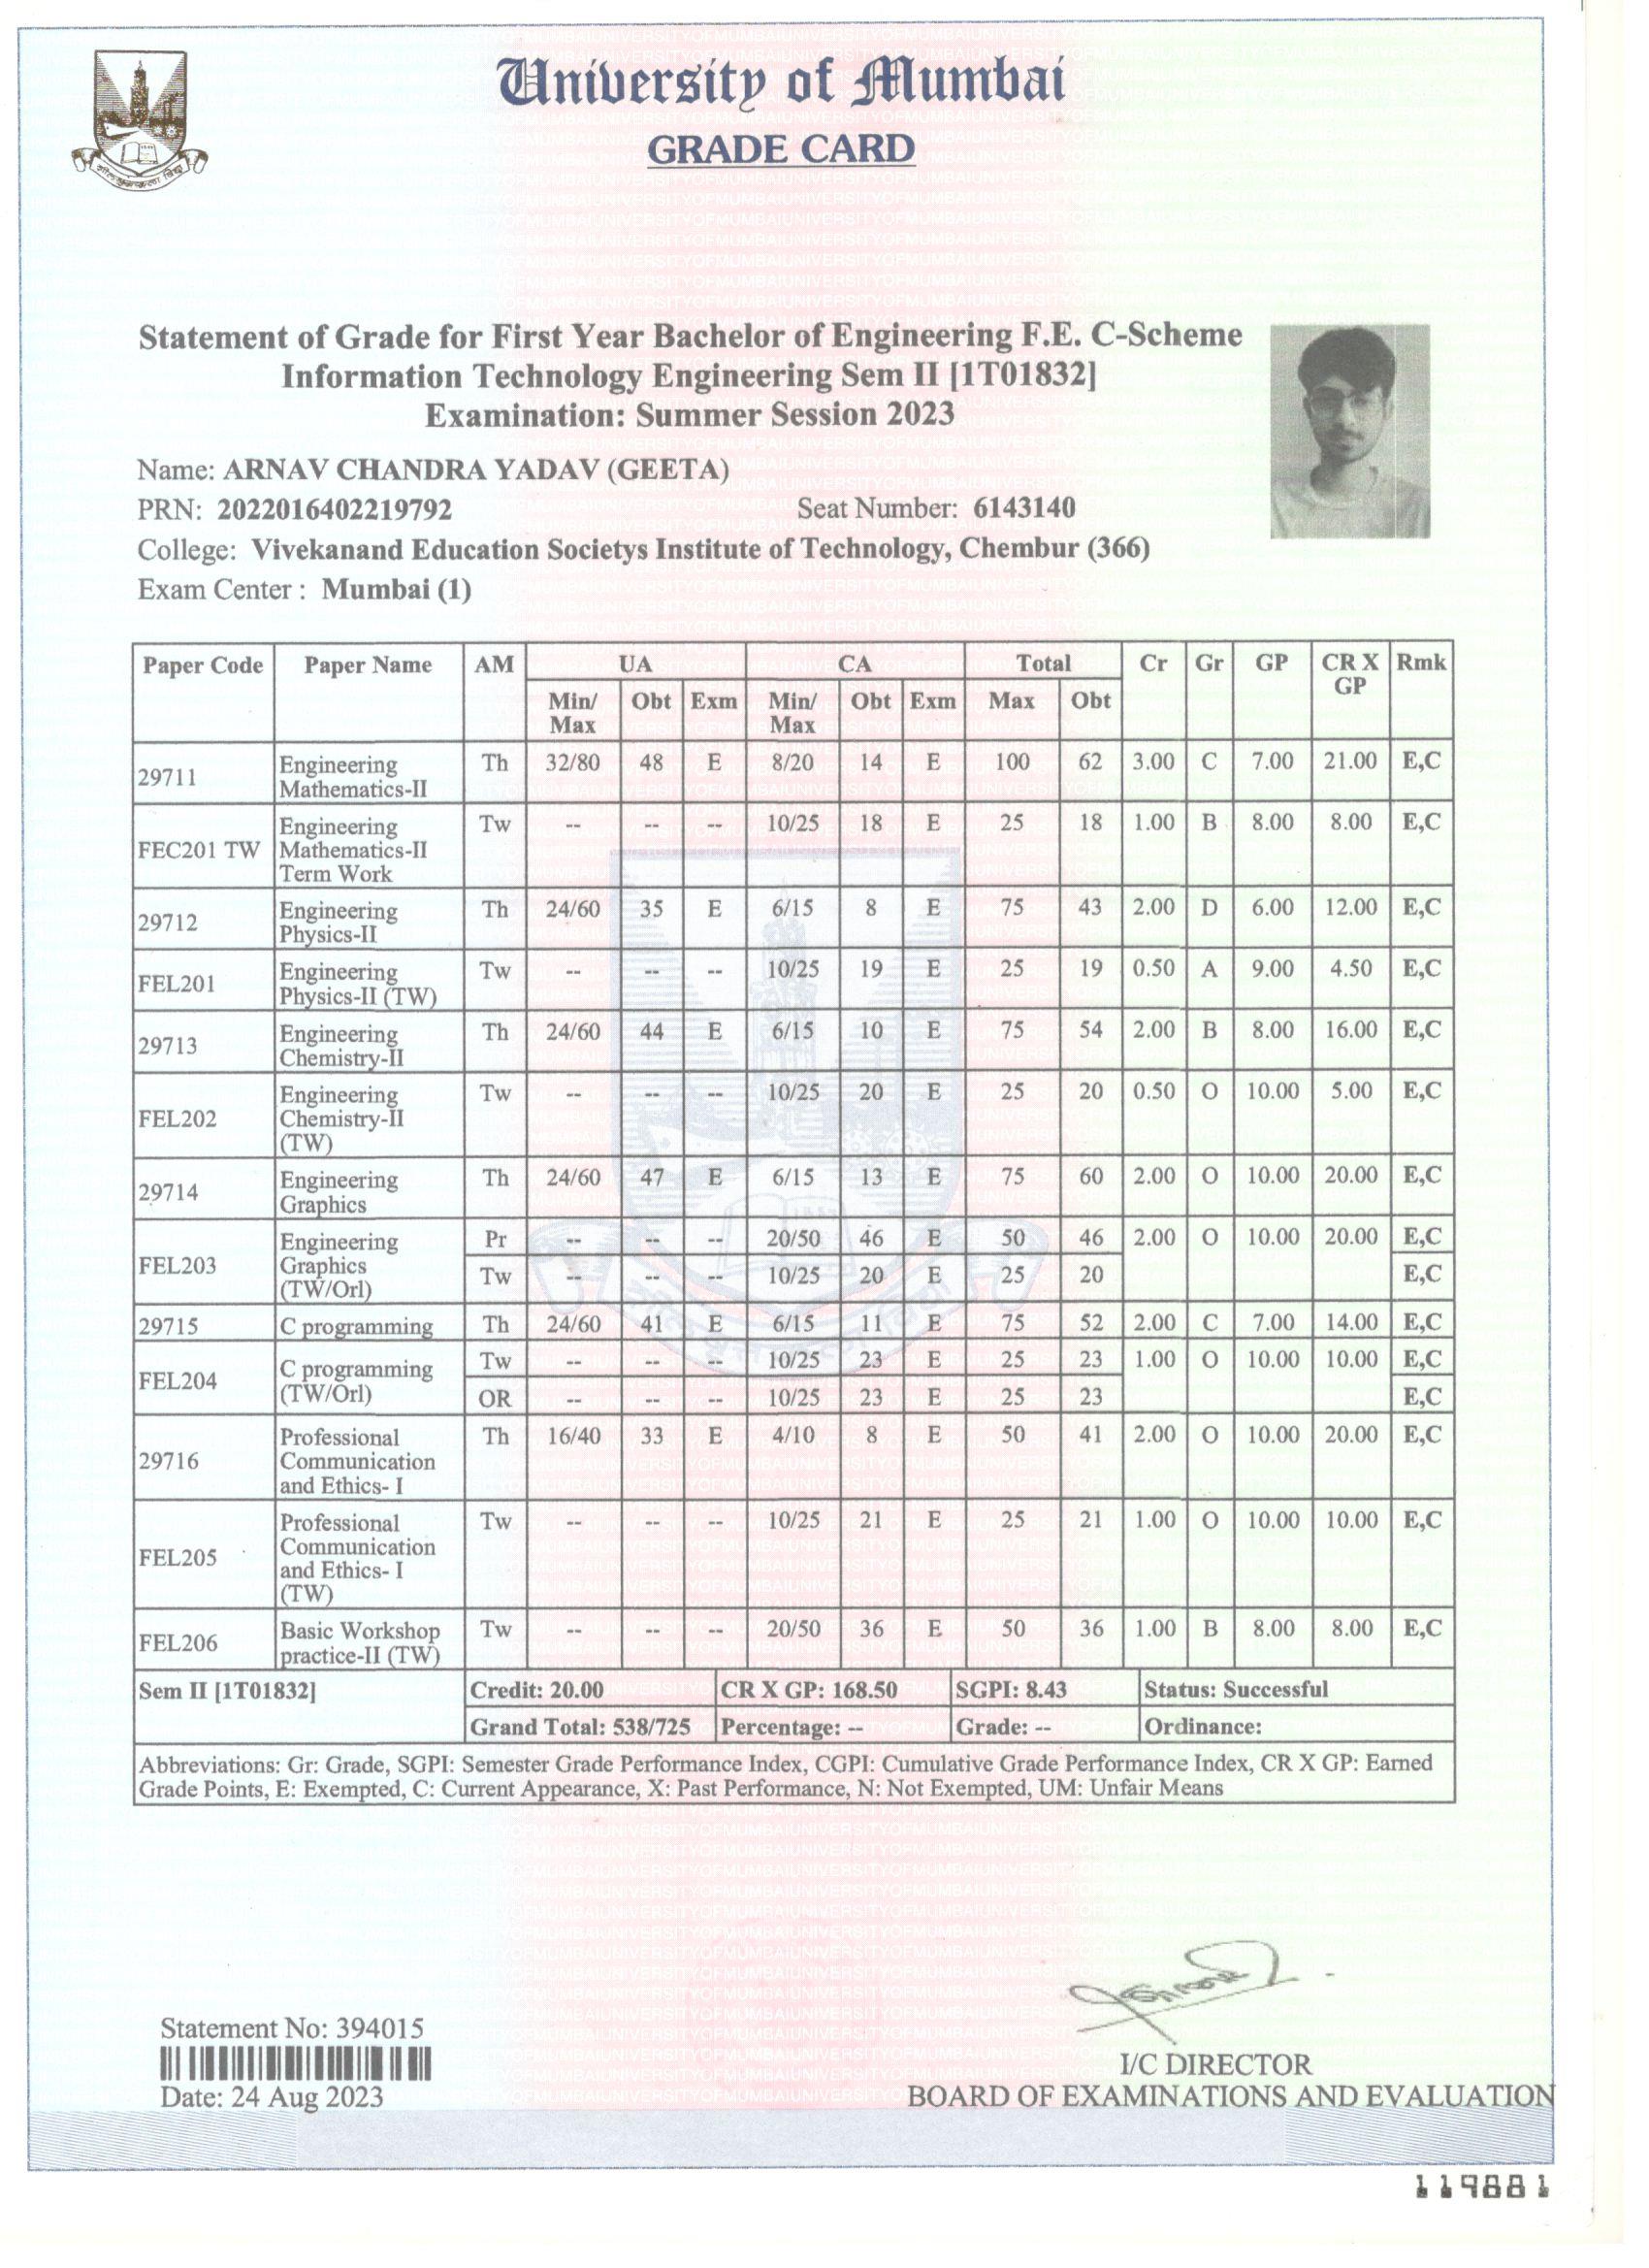 University of Mumbai
GRADE CARD
Statement of Grade for First Year Bachelor of Engineering F.E. C-Scheme
Information Technology Engineering Sem II [1T01832]
Examination: Summer Session 2023
Name: ARNAV CHANDRA YADAV (GEETA)
PRN: 2022016402219792 Seat Number: 6143140
College: Vivekanand Education Societys Institute of Technology, Chembur (366)
Exam Center : Mumbai (1)
Paper Code Paper Name AM UA CA Total Cr Gr GP CR X GP Rmk
Min/Max Obt Exm Min/Max Obt Exm Max Obt
29711 Engineering Mathematics-II Th 32/80 48 E 8/20 14 E 100 62 3.00 C 7.00 21.00 E,C
FEC201 TW Engineering Mathematics-II Term Work Tw -- -- -- 10/25 18 E 25 18 1.00 B 8.00 8.00 E,C
29712 Engineering Physics-II Th 24/60 35 E 6/15 8 E 75 43 2.00 D 6.00 12.00 E,C
FEL201 Engineering Physics-II (TW) Tw -- -- -- 10/25 19 E 25 19 0.50 A 9.00 4.50 E,C
29713 Engineering Chemistry-II Th 24/60 44 E 6/15 10 E 75 54 2.00 B 8.00 16.00 E,C
FEL202 Engineering Chemistry-II (TW) Tw -- -- -- 10/25 20 E 25 20 0.50 O 10.00 5.00 E,C
29714 Engineering Graphics Th 24/60 47 E 6/15 13 E 75 60 2.00 O 10.00 20.00 E,C
FEL203 Engineering Graphics (TW/Orl) Pr -- -- -- 20/50 46 E 50 46 2.00 O 10.00 20.00 E,C
Tw -- -- -- 10/25 20 E 25 20 E,C
29715 C programming Th 24/60 41 E 6/15 11 E 75 52 2.00 C 7.00 14.00 E,C
FEL204 C programming (TW/Orl) Tw -- -- -- 10/25 23 E 25 23 1.00 O 10.00 10.00 E,C
OR -- -- -- 10/25 23 E 25 23 E,C
29716 Professional Communication and Ethics- I Th 16/40 33 E 4/10 8 E 50 41 2.00 O 10.00 20.00 E,C
FEL205 Professional Communication and Ethics- I (TW) Tw -- -- -- 10/25 21 E 25 21 1.00 O 10.00 10.00 E,C
FEL206 Basic Workshop practice-II (TW) Tw -- -- -- 20/50 36 E 50 36 1.00 B 8.00 8.00 E,C
Sem II [1T01832] Credit: 20.00 CR X GP: 168.50 SGPI: 8.43 Status: Successful
Grand Total: 538/725 Percentage: -- Grade: -- Ordinance:
Abbreviations: Gr: Grade, SGPI: Semester Grade Performance Index, CGPI: Cumulative Grade Performance Index, CR X GP: Earned
Grade Points, E: Exempted, C: Current Appearance, X: Past Performance, N: Not Exempted, UM: Unfair Means
Statement No: 394015
Date: 24 Aug 2023
I/C DIRECTOR
BOARD OF EXAMINATIONS AND EVALUATION
119881